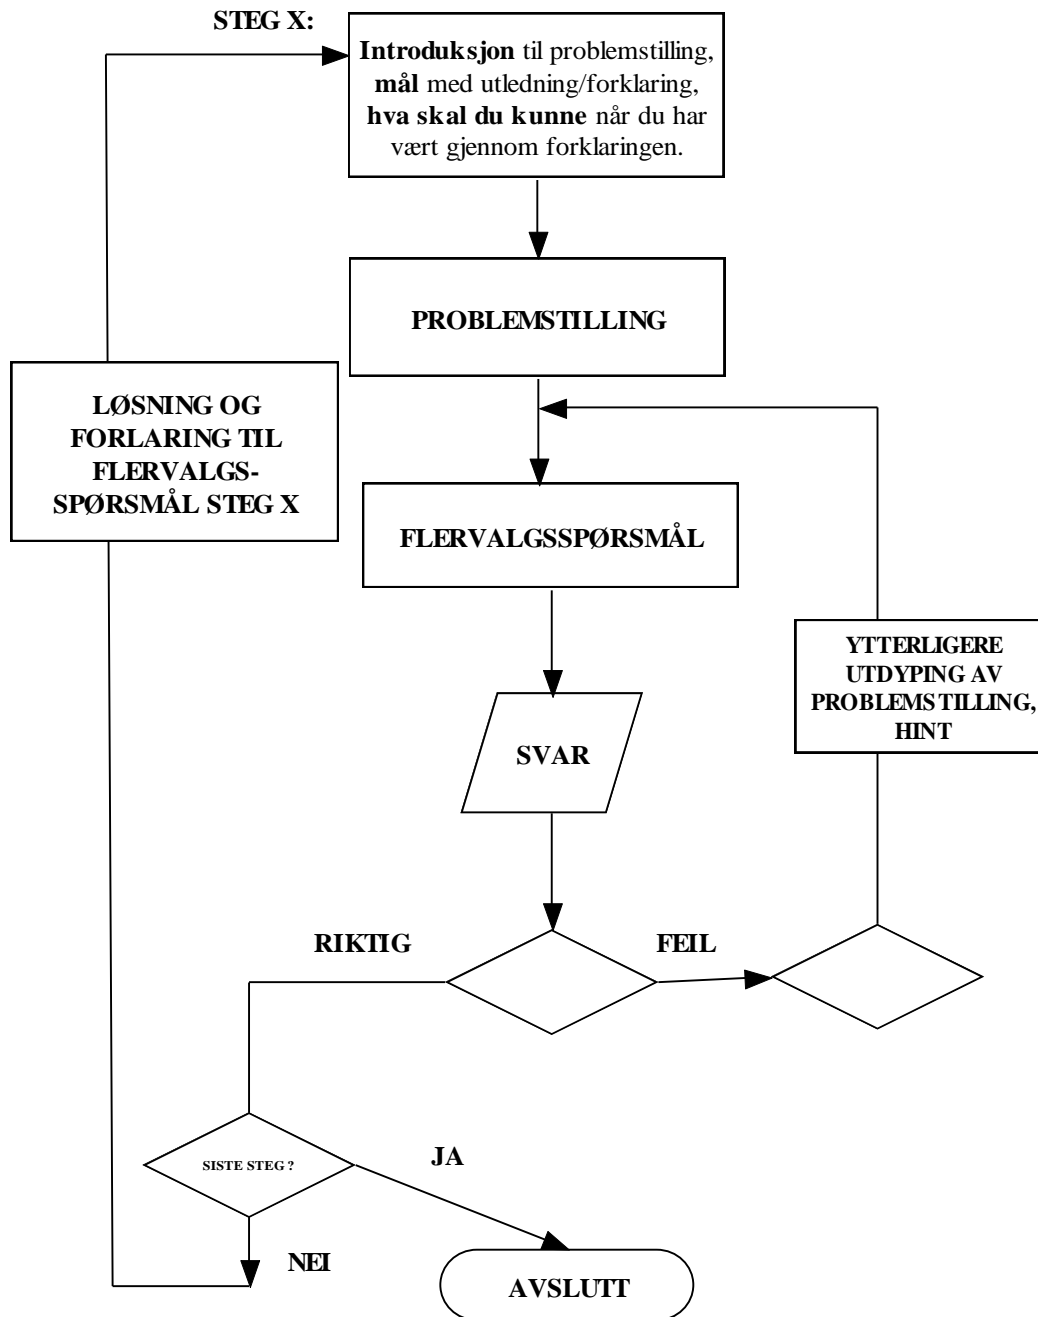 STEG X:
Introduksjon til problemstilling,
mål med utledning/forklaring,
hva skal du kunne når du har
vært gjennom forklaringen.
PROBLEMSTILLING
LØSNING OG
FORLARING TIL
FLERVALGS-
SPØRSMÅL STEG X
FLERVALGSSPØRSMÅL
YTTERLIGERE
UTDYPING AV
PROBLEMSTILLING,
HINT
SVAR
RIKTIG
FEIL
SISTE STEG ?
JA
NEI
AVSLUTT